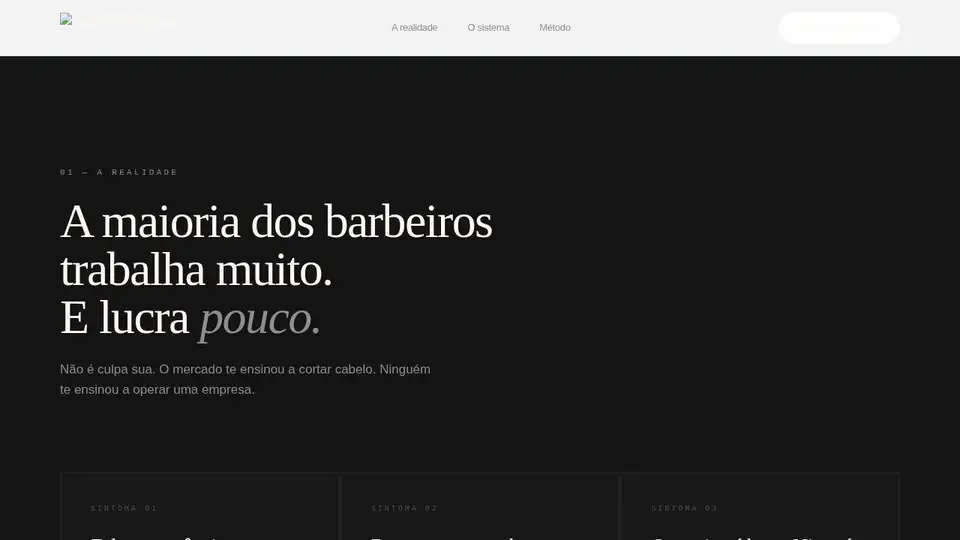 A realidade
O sistema
Método
01 — A REALIDADE
A maioria dos barbeiros
trabalha muito.
E lucra pouco.
Não é culpa sua. O mercado te ensinou a cortar cabelo. Ninguém
te ensinou a operar uma empresa.
SINTOMA 01
SINTOMA 02
SINTOMA 03